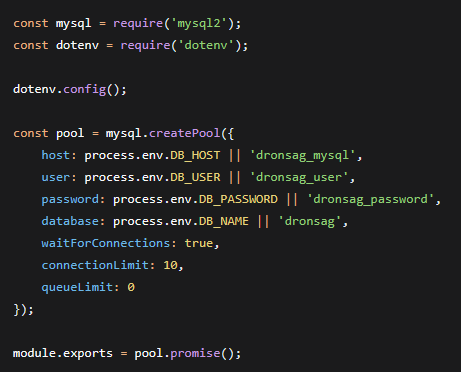 const mysql = require('mysql2');
const dotenv = require('dotenv');

dotenv.config();

const pool = mysql.createPool({
    host: process.env.DB_HOST || 'dronsag_mysql',
    user: process.env.DB_USER || 'dronsag_user',
    password: process.env.DB_PASSWORD || 'dronsag_password',
    database: process.env.DB_NAME || 'dronsag',
    waitForConnections: true,
    connectionLimit: 10,
    queueLimit: 0
});

module.exports = pool.promise();